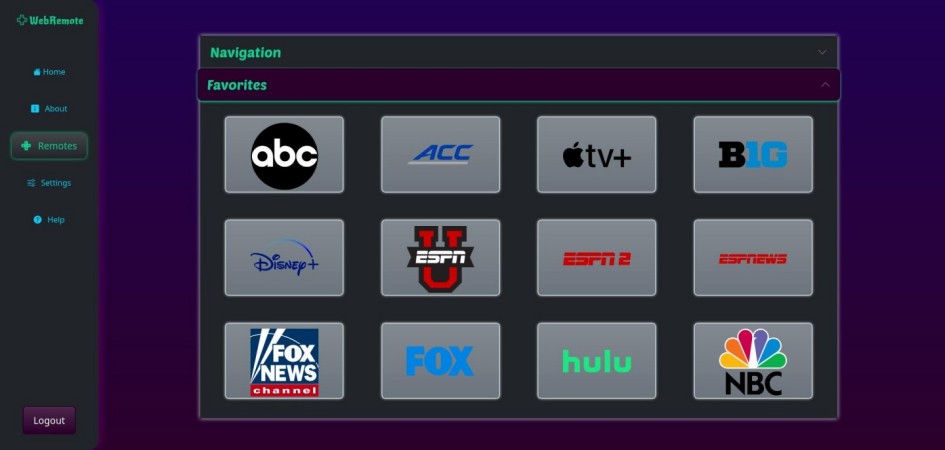 WebRemote
Home
About
Remotes
Settings
Help
Logout
Navigation
Favorites
abc
ACC
tv+
B1G
Disney+
U
ESPN
ESPN 2
ESPNEWS
FOX
NEWS
channel
FOX
hulu
NBC